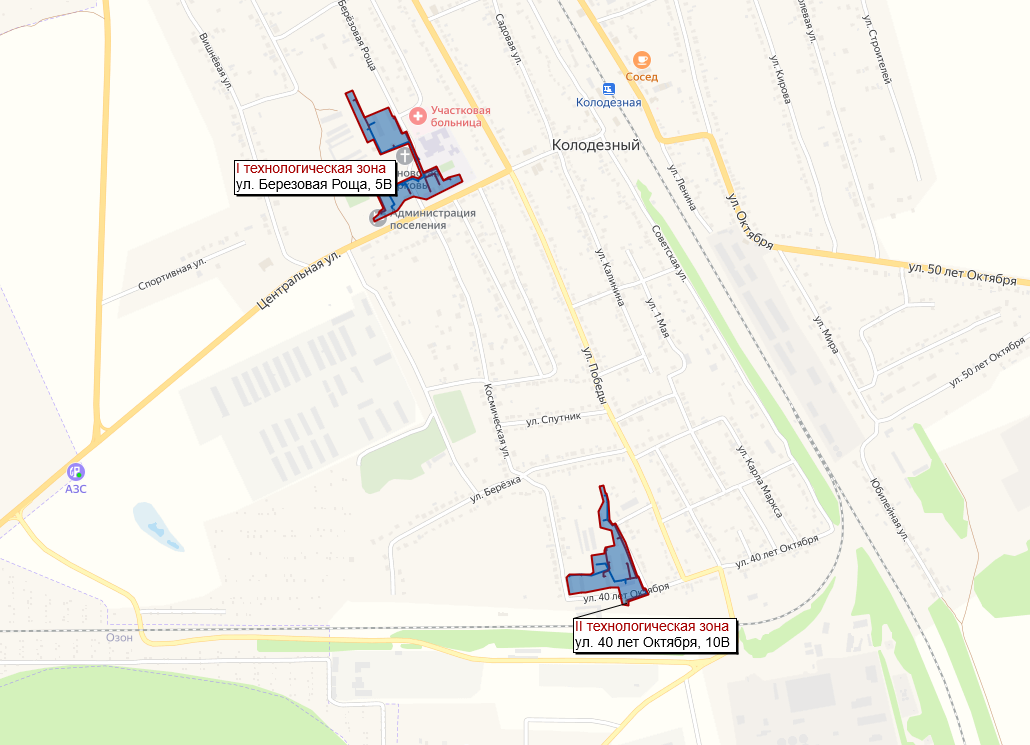 Вишнёвая ул.
Берёзовая Роща
Садовая ул.
ул. Кирова
ул. Строителей
Сосед
Колодезная
Участковая
больница
Колодезный
I технологическая зона
ул. Березовая Роща, 5В
Администрация
поселения
ул. Ленина
ул. Октября
Советская ул.
ул. 50 лет Октября
Спортивная ул.
Центральная ул.
ул. Калинина
ул. 1 Мая
ул. Мира
ул. 50 лет Октября
ул. Победы
Космическая ул.
ул. Спутник
АЗС
ул. Берёзка
ул. Карла Маркса
Юбилейная ул.
ул. 40 лет Октября
ул. 40 лет Октября
Озон
II технологическая зона
ул. 40 лет Октября, 10В